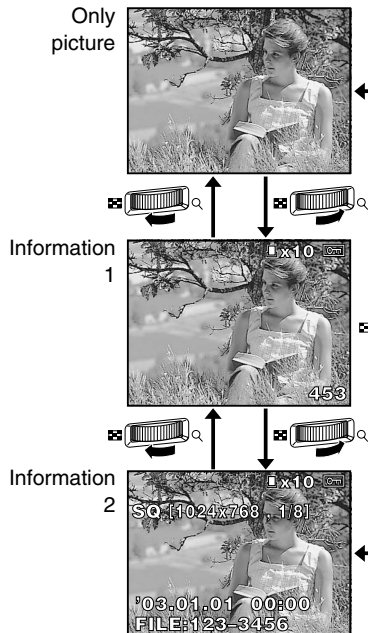 Only
picture
Information
1
x10
453
Information
2
x10
SQ [1024x768 , 1/8]
'03.01.01 00:00
FILE:123–3456